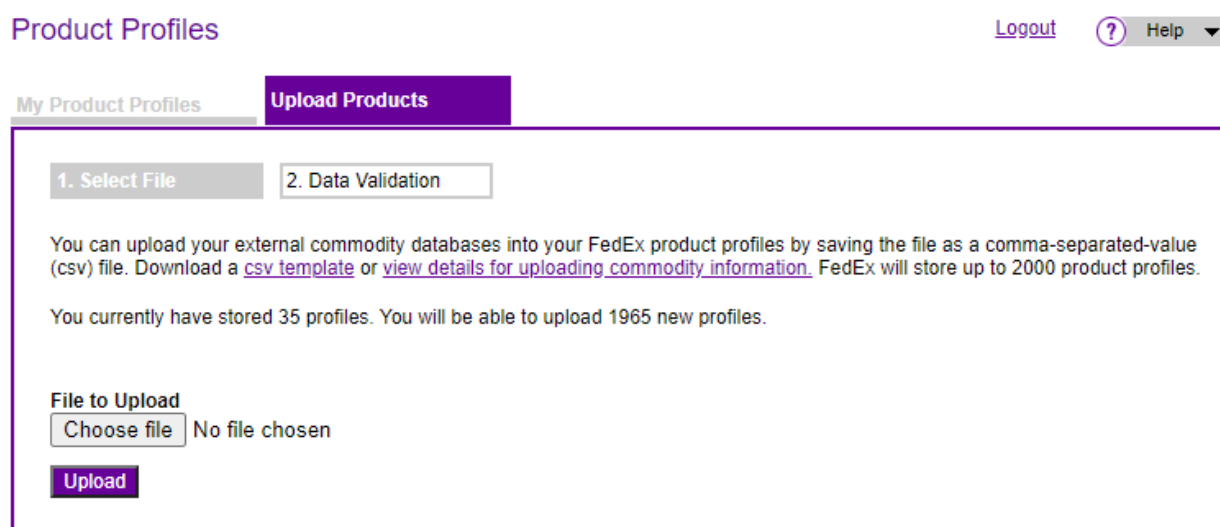 Product Profiles
Logout
? Help
My Product Profiles
Upload Products
1. Select File
2. Data Validation
You can upload your external commodity databases into your FedEx product profiles by saving the file as a comma-separated-value
(csv) file. Download a csv template or view details for uploading commodity information. FedEx will store up to 2000 product profiles.
You currently have stored 35 profiles. You will be able to upload 1965 new profiles.
File to Upload
Choose file No file chosen
Upload